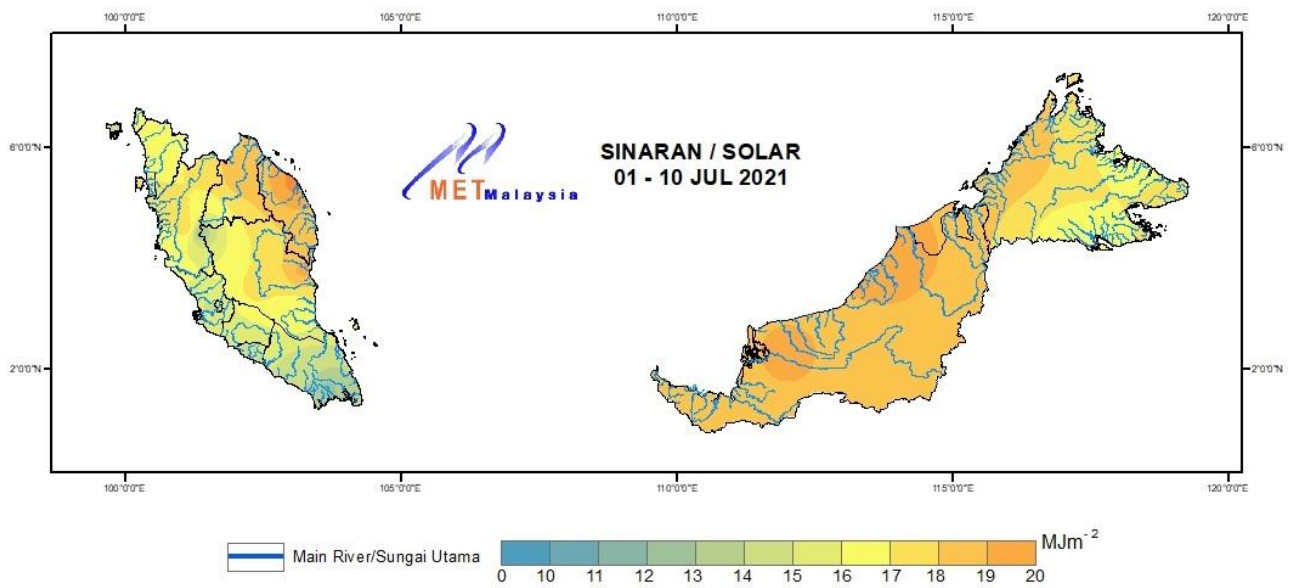 100°0'0"E 105°0'0"E 110°0'0"E 115°0'0"E 120°0'0"E
6°0'0"N 6°0'0"N
SINARAN / SOLAR
01 - 10 JUL 2021
MET Malaysia
2°0'0"N 2°0'0"N
100°0'0"E 105°0'0"E 110°0'0"E 115°0'0"E 120°0'0"E
Main River/Sungai Utama
MJm⁻²
0 10 11 12 13 14 15 16 17 18 19 20